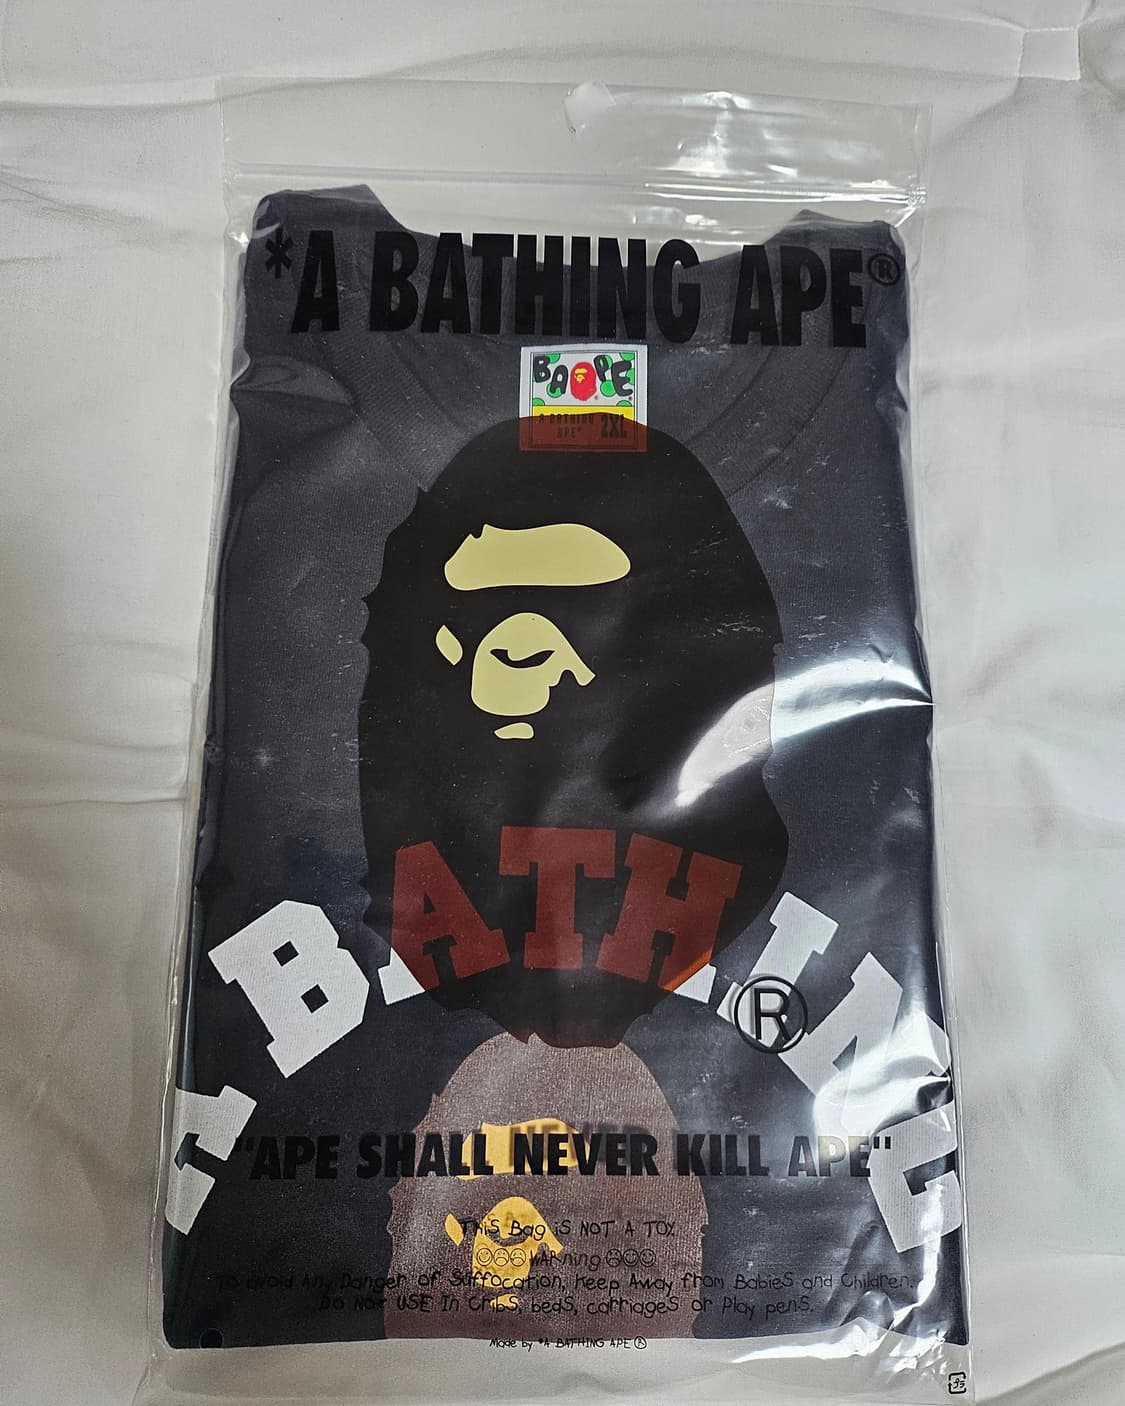 *A BATHING APE®
BAPE
A BATHING
APE® 2XL
BATHING
®
"APE SHALL NEVER KILL APE"
THiS Bag iS NOT A TOY.
WARning
To avoid Any Danger of Suffocation, Keep Away from Babies and Children.
Do Not USE In Cribs, beds, carriages or Play pens.
Made by *A BATHING APE®
プラ